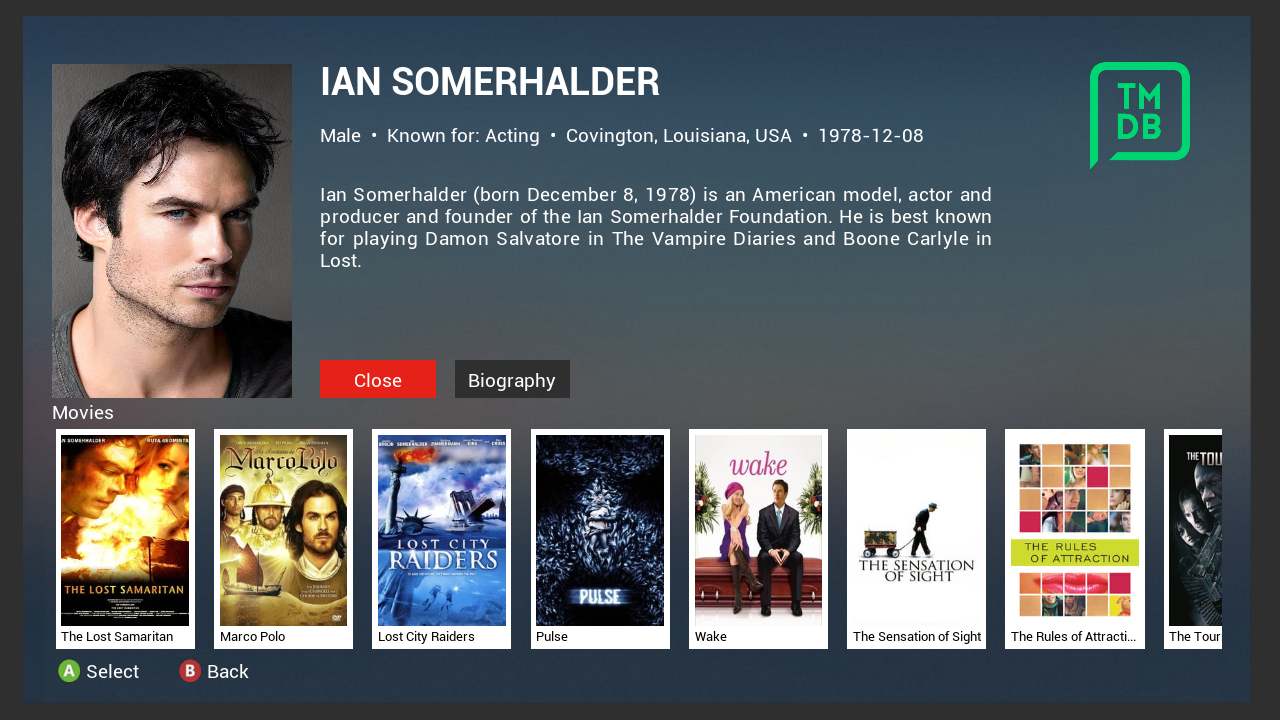 IAN SOMERHALDER
Male • Known for: Acting • Covington, Louisiana, USA • 1978-12-08
TM
DB
Ian Somerhalder (born December 8, 1978) is an American model, actor and
producer and founder of the Ian Somerhalder Foundation. He is best known
for playing Damon Salvatore in The Vampire Diaries and Boone Carlyle in
Lost.
Close
Biography
Movies
N SOMERHALDER
THE LOST SAMARITAN
The Lost Samaritan
Marco Polo
Marco Polo
LOST CITY
RAIDERS
Lost City Raiders
PULSE
Pulse
wake
Wake
THE SENSATION
OF SIGHT
The Sensation of Sight
THE RULES
OF ATTRACTION
The Rules of Attracti...
THE TOU
The Tour
A Select
B Back